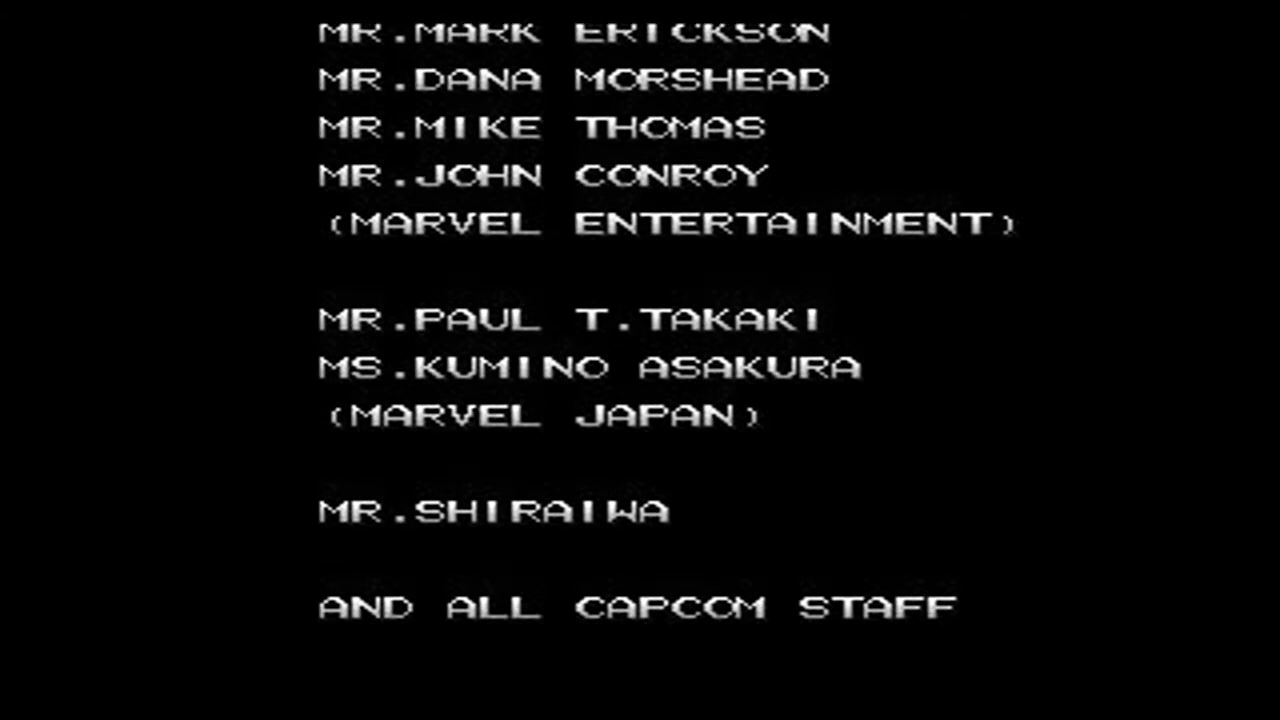 MR.MARK ERICKSON
MR.DANA MORSHEAD
MR.MIKE THOMAS
MR.JOHN CONROY
(MARVEL ENTERTAINMENT)
MR.PAUL T.TAKAKI
MS.KUMINO ASAKURA
(MARVEL JAPAN)
MR.SHIRAIWA
AND ALL CAPCOM STAFF